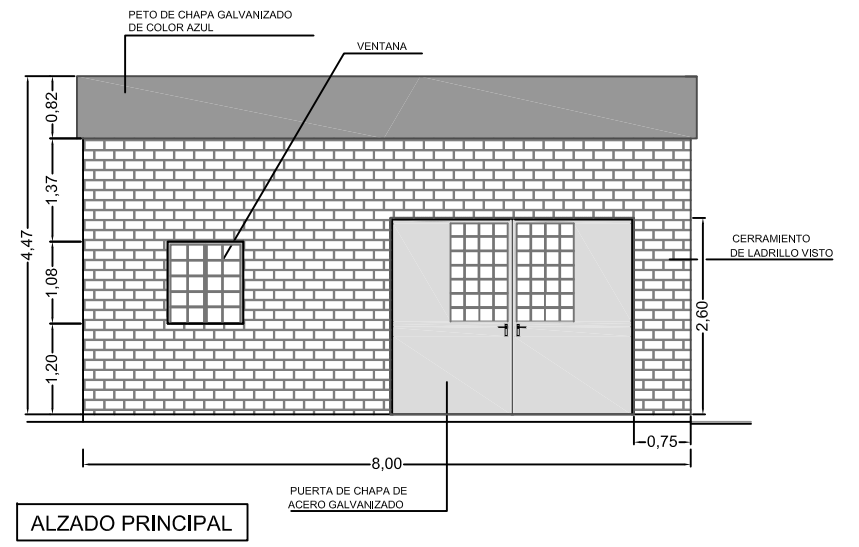 PETO DE CHAPA GALVANIZADO
DE COLOR AZUL
VENTANA
0,82
1,37
4,47
1,08
1,20
CERRAMIENTO
DE LADRILLO VISTO
2,60
0,75
8,00
PUERTA DE CHAPA DE
ACERO GALVANIZADO
ALZADO PRINCIPAL